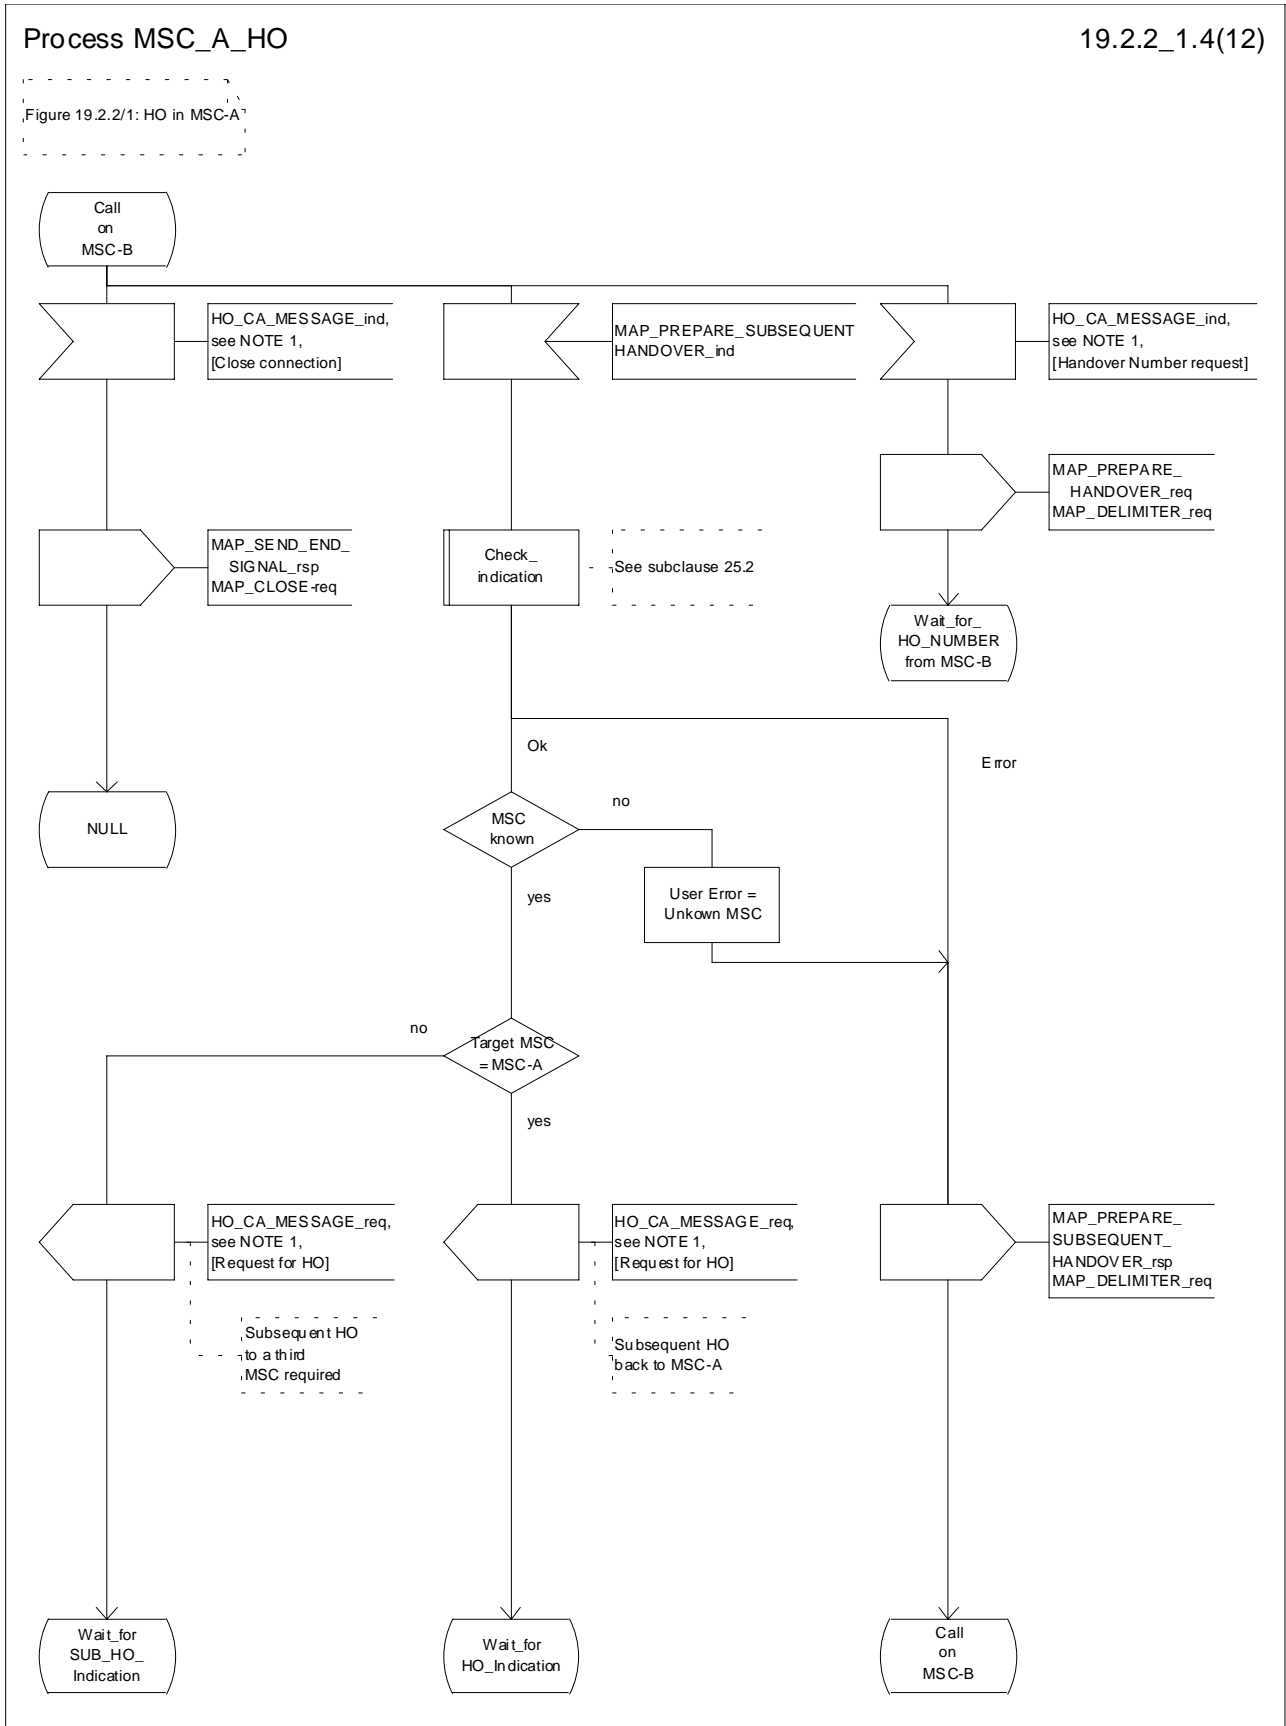 Process MSC_A_HO
19.2.2_1.4(12)
Figure 19.2.2/1: HO in MSC-A
Call
on
MSC-B
HO_CA_MESSAGE_ind,
see NOTE 1,
[Close connection]
MAP_PREPARE_SUBSEQUENT
HANDOVER_ind
HO_CA_MESSAGE_ind,
see NOTE 1,
[Handover Number request]
MAP_PREPARE_
HANDOVER_req
MAP_DELIMITER_req
MAP_SEND_END_
SIGNAL_rsp
MAP_CLOSE-req
Check_
indication
See subclause 25.2
Wait_for_
HO_NUMBER
from MSC-B
Ok
Error
NULL
MSC
known
no
yes
User Error =
Unkown MSC
no
Target MSC
= MSC-A
yes
HO_CA_MESSAGE_req,
see NOTE 1,
[Request for HO]
HO_CA_MESSAGE_req,
see NOTE 1,
[Request for HO]
MAP_PREPARE_
SUBSEQUENT_
HANDOVER_rsp
MAP_DELIMITER_req
Subsequent HO
to a third
MSC required
Subsequent HO
back to MSC-A
Wait_for
SUB_HO_
Indication
Wait_for
HO_Indication
Call
on
MSC-B